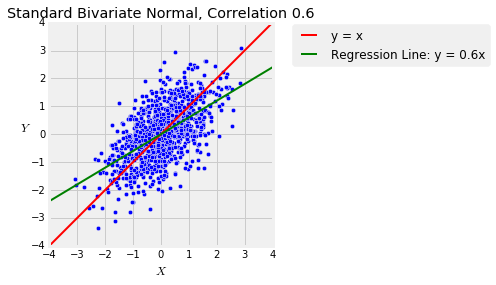 Standard Bivariate Normal, Correlation 0.6
y = x
Regression Line: y = 0.6x
4
3
2
1
0
−1
−2
−3
−4
Y
−4 −3 −2 −1 0 1 2 3 4
X